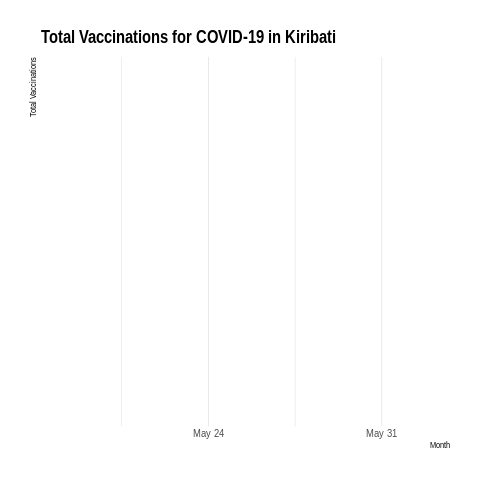 Total Vaccinations for COVID-19 in Kiribati
Total Vaccinations
May 24
May 31
Month